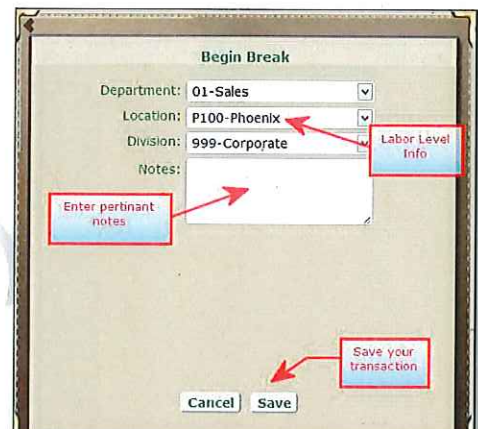 Begin Break
Department: 01-Sales
Location: P100-Phoenix
Division: 999-Corporate
Labor Level
Info
Notes:
Enter pertinant
notes
Save your
transaction
Cancel Save